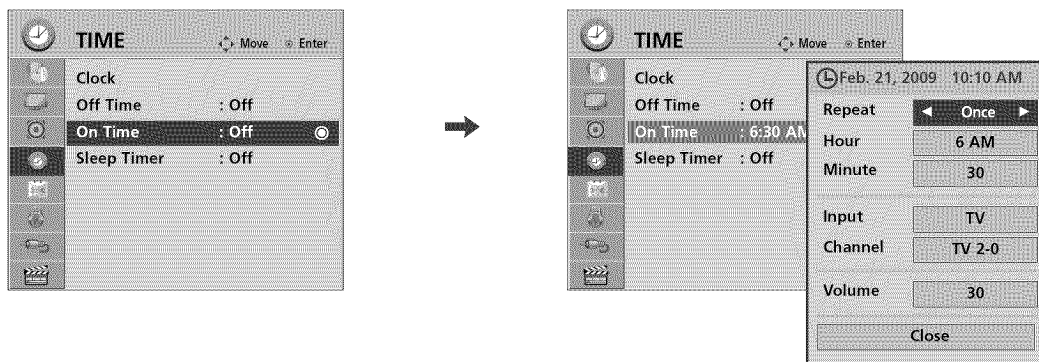 TIME
Move Enter
Clock
Off Time : Off
On Time : Off
Sleep Timer : Off
TIME
Move Enter
Clock
Off Time : Off
On Time : 6:30 AM
Sleep Timer : Off
Feb. 21, 2009 10:10 AM
Repeat Once
Hour 6 AM
Minute 30
Input TV
Channel TV 2-0
Volume 30
Close